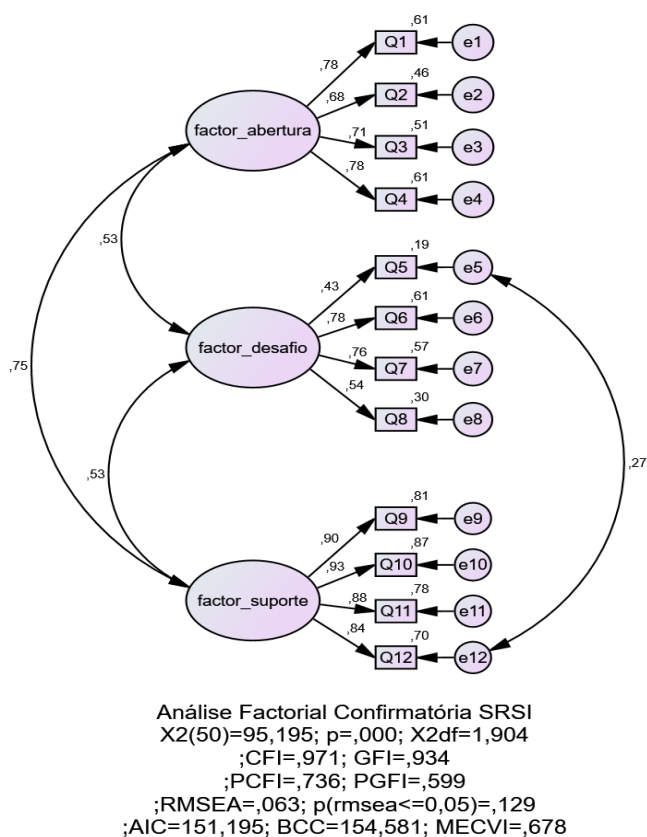 ,61
Q1 e1
,78
,46
Q2 e2
,68
factor_abertura
,51
Q3 e3
,71
,61
Q4 e4
,78
,53
,19
Q5 e5
,43
,61
Q6 e6
,78
factor_desafio
,57
Q7 e7
,76
,30
Q8 e8
,54
,75
,27
,53
,81
Q9 e9
,90
,87
Q10 e10
,93
factor_suporte
,78
Q11 e11
,88
,70
Q12 e12
,84
Análise Factorial Confirmatória SRSI
X2(50)=95,195; p=,000; X2df=1,904
;CFI=,971; GFI=,934
;PCFI=,736; PGFI=,599
;RMSEA=,063; p(rmsea<=0,05)=,129
;AIC=151,195; BCC=154,581; MECVI=,678